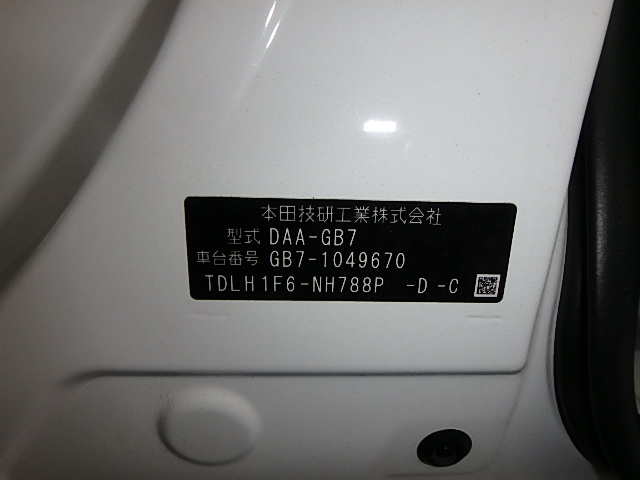 本田技研工業株式会社
型式 DAA-GB7
車台番号 GB7-1049670
TDLH1F6-NH788P -D-C